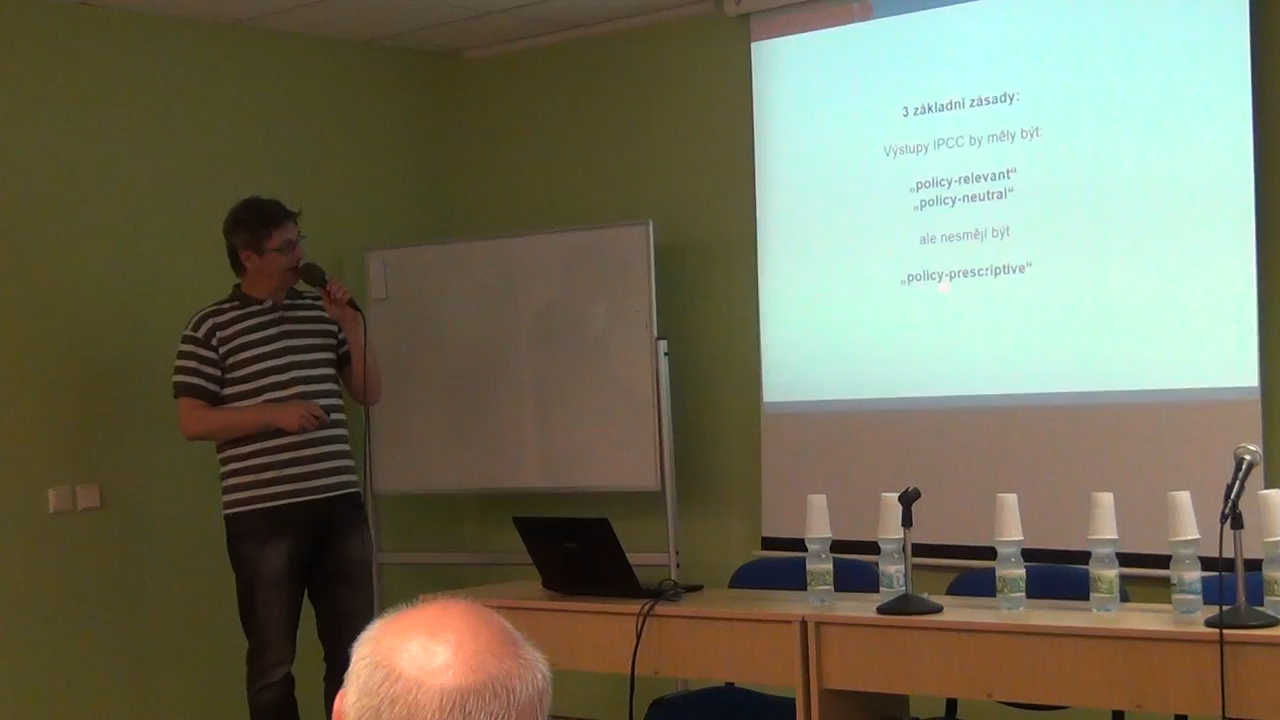 3 základní zásady:
Výstupy IPCC by měly být:
„policy-relevant“
„policy-neutral“
ale nesmějí být
„policy-prescriptive“